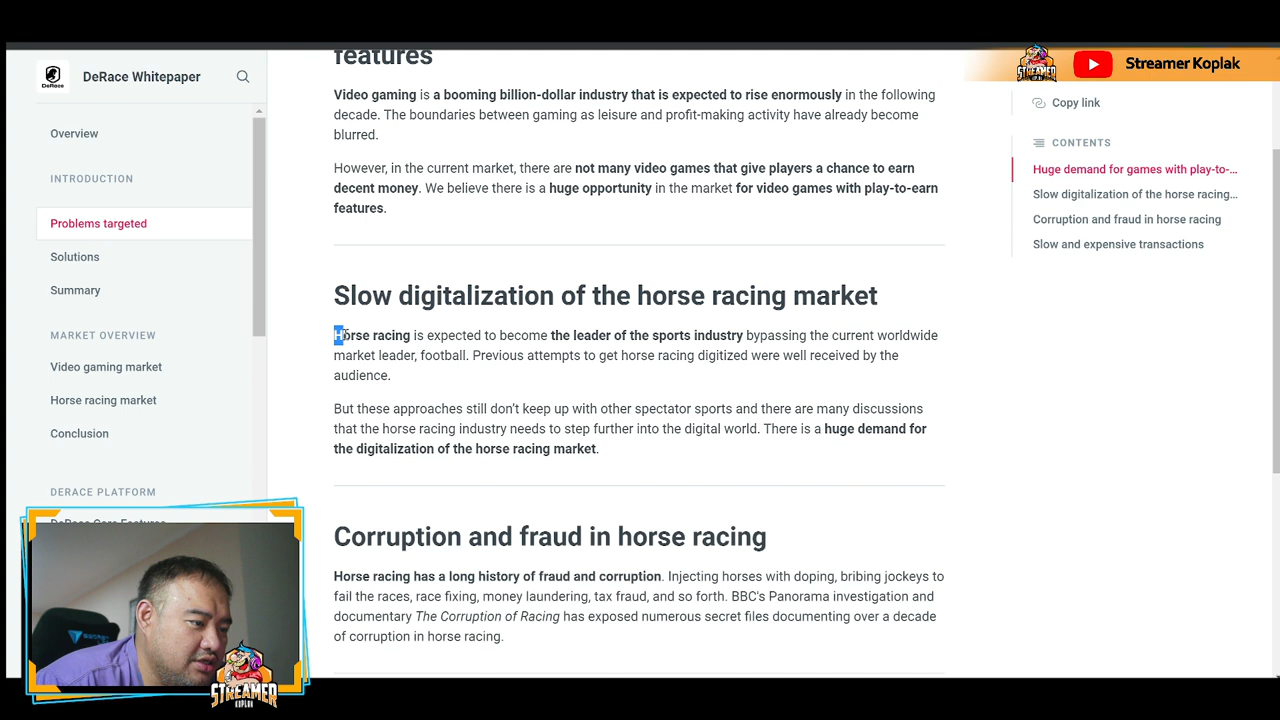 features
DeRace Whitepaper
DeRace
Streamer Koplak
STREAMER
Video gaming is a booming billion-dollar industry that is expected to rise enormously in the following
decade. The boundaries between gaming as leisure and profit-making activity have already become
blurred.
However, in the current market, there are not many video games that give players a chance to earn
decent money. We believe there is a huge opportunity in the market for video games with play-to-earn
features.
Slow digitalization of the horse racing market
Horse racing is expected to become the leader of the sports industry bypassing the current worldwide
market leader, football. Previous attempts to get horse racing digitized were well received by the
audience.
But these approaches still don’t keep up with other spectator sports and there are many discussions
that the horse racing industry needs to step further into the digital world. There is a huge demand for
the digitalization of the horse racing market.
Corruption and fraud in horse racing
Horse racing has a long history of fraud and corruption. Injecting horses with doping, bribing jockeys to
fail the races, race fixing, money laundering, tax fraud, and so forth. BBC's Panorama investigation and
documentary The Corruption of Racing has exposed numerous secret files documenting over a decade
of corruption in horse racing.
Overview
INTRODUCTION
Problems targeted
Solutions
Summary
MARKET OVERVIEW
Video gaming market
Horse racing market
Conclusion
DERACE PLATFORM
DeRace Core Features
Copy link
CONTENTS
Huge demand for games with play-to-...
Slow digitalization of the horse racing...
Corruption and fraud in horse racing
Slow and expensive transactions
STREAMER
KOPLAK